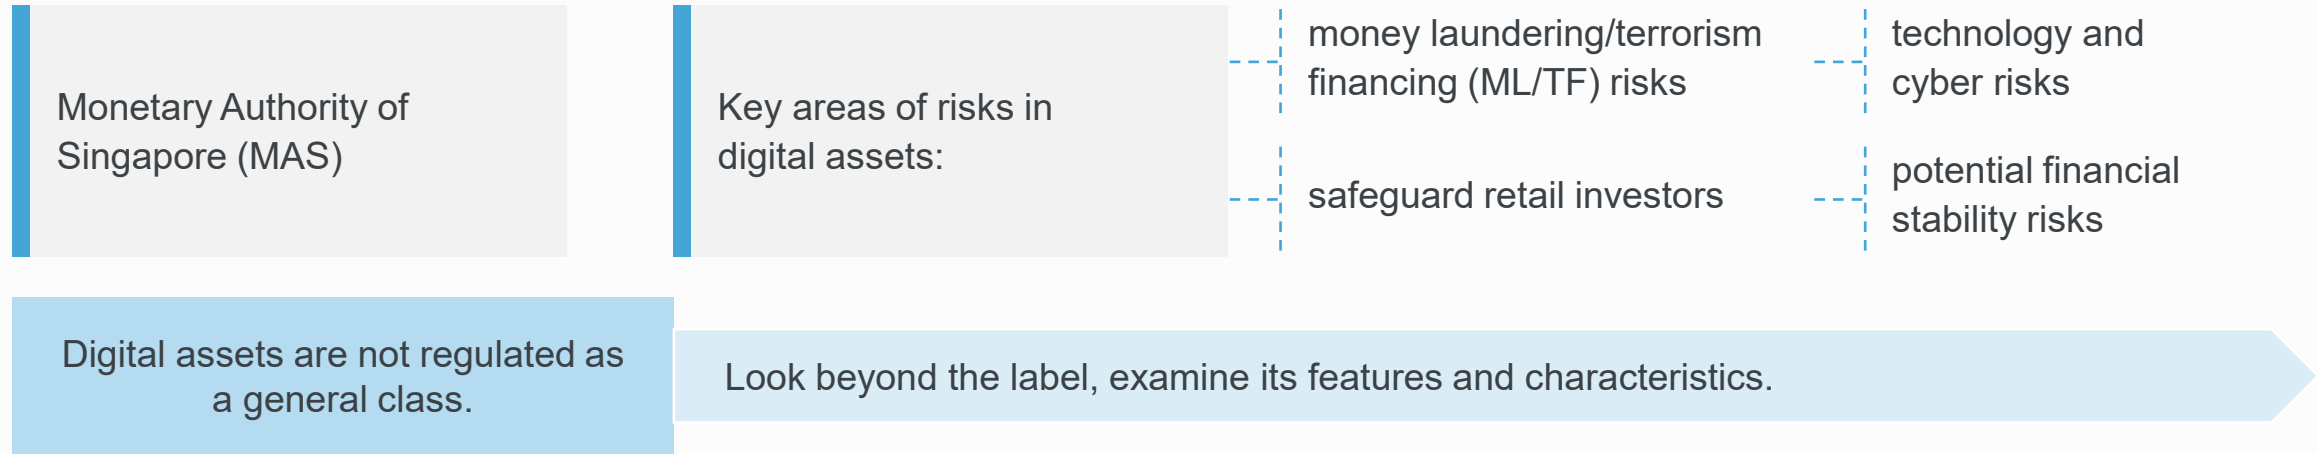 Monetary Authority of
Singapore (MAS)
Key areas of risks in
digital assets:
money laundering/terrorism
financing (ML/TF) risks
technology and
cyber risks
safeguard retail investors
potential financial
stability risks
Digital assets are not regulated as
a general class.
Look beyond the label, examine its features and characteristics.